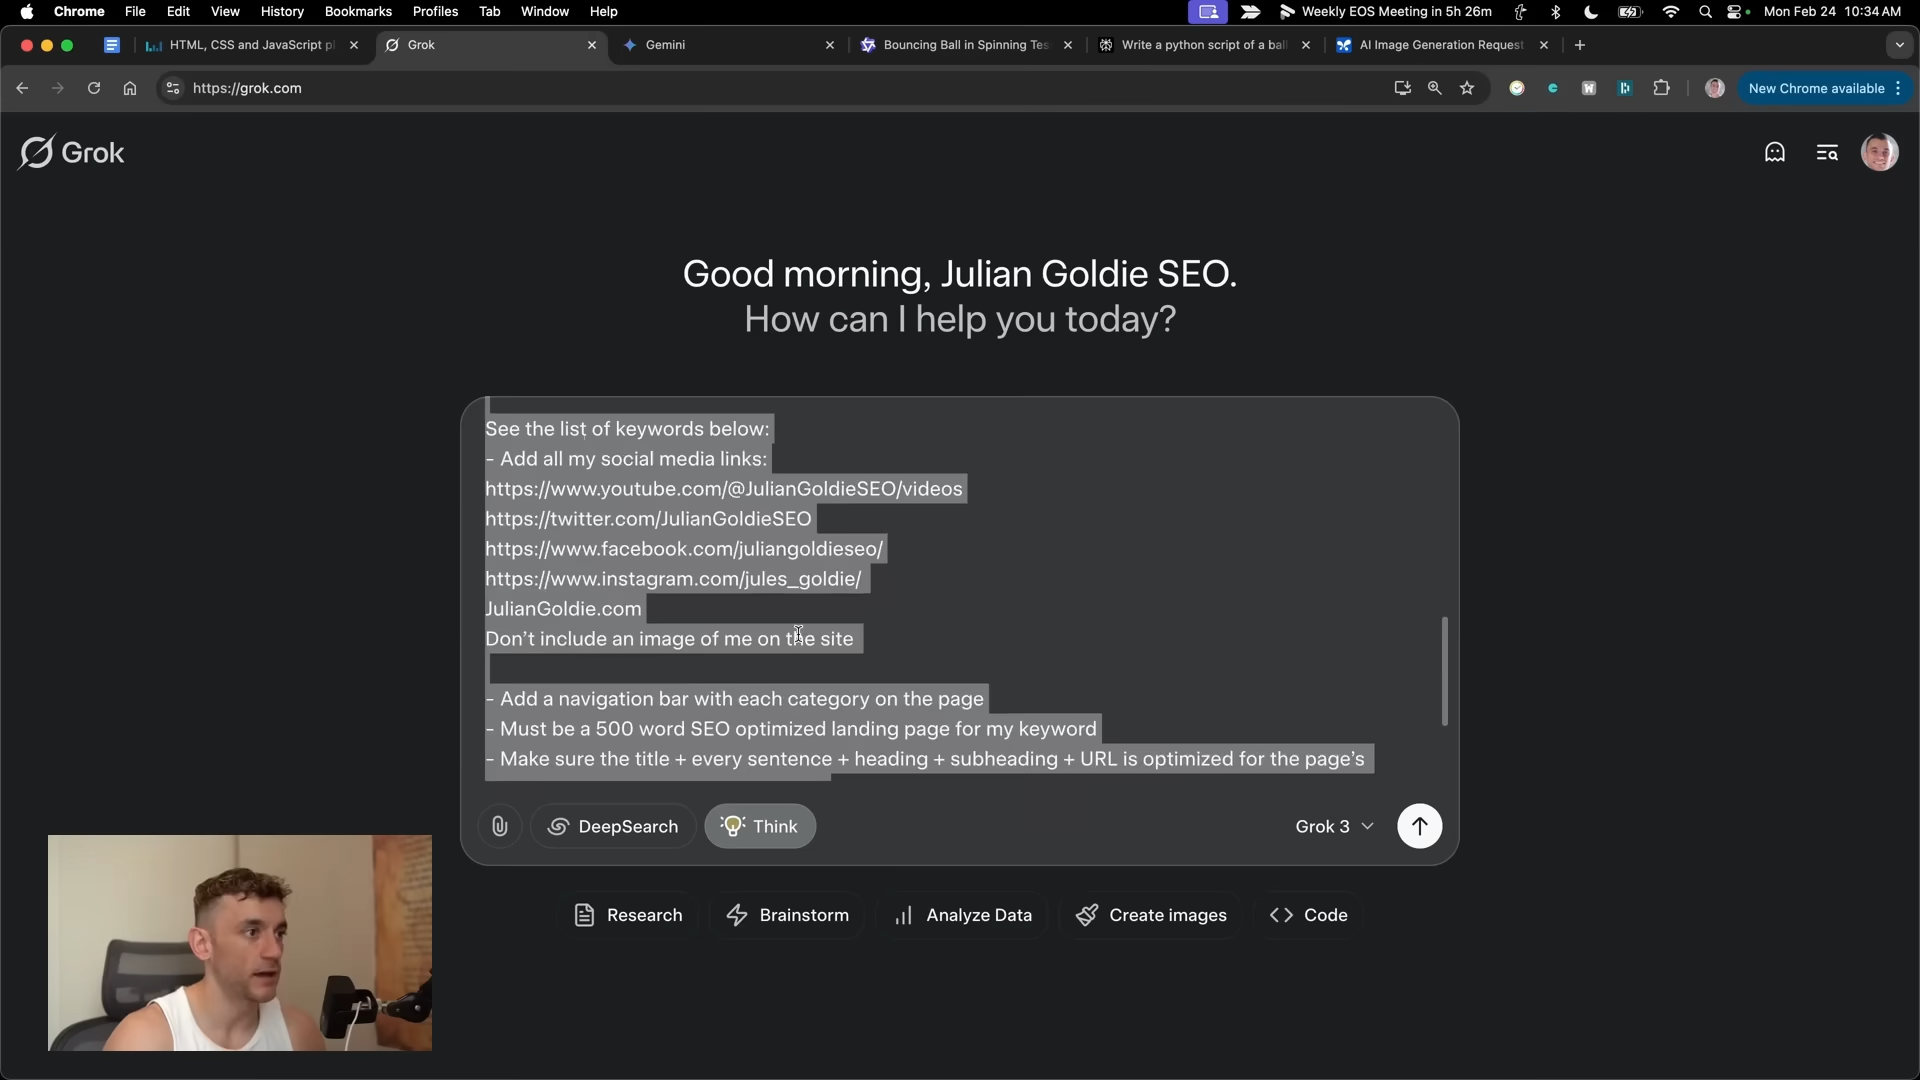 Chrome File Edit View History Bookmarks Profiles Tab Window Help Weekly EOS Meeting in 5h 26m Mon Feb 24 10:34 AM
HTML, CSS and JavaScript pl Grok Gemini Bouncing Ball in Spinning Tes Write a python script of a ball AI Image Generation Request
https://grok.com New Chrome available
Grok
Good morning, Julian Goldie SEO.
How can I help you today?
See the list of keywords below:
- Add all my social media links:
https://www.youtube.com/@JulianGoldieSEO/videos
https://twitter.com/JulianGoldieSEO
https://www.facebook.com/juliangoldieseo/
https://www.instagram.com/jules_goldie/
JulianGoldie.com
Don’t include an image of me on the site
- Add a navigation bar with each category on the page
- Must be a 500 word SEO optimized landing page for my keyword
- Make sure the title + every sentence + heading + subheading + URL is optimized for the page’s
DeepSearch Think Grok 3
Research Brainstorm Analyze Data Create images Code